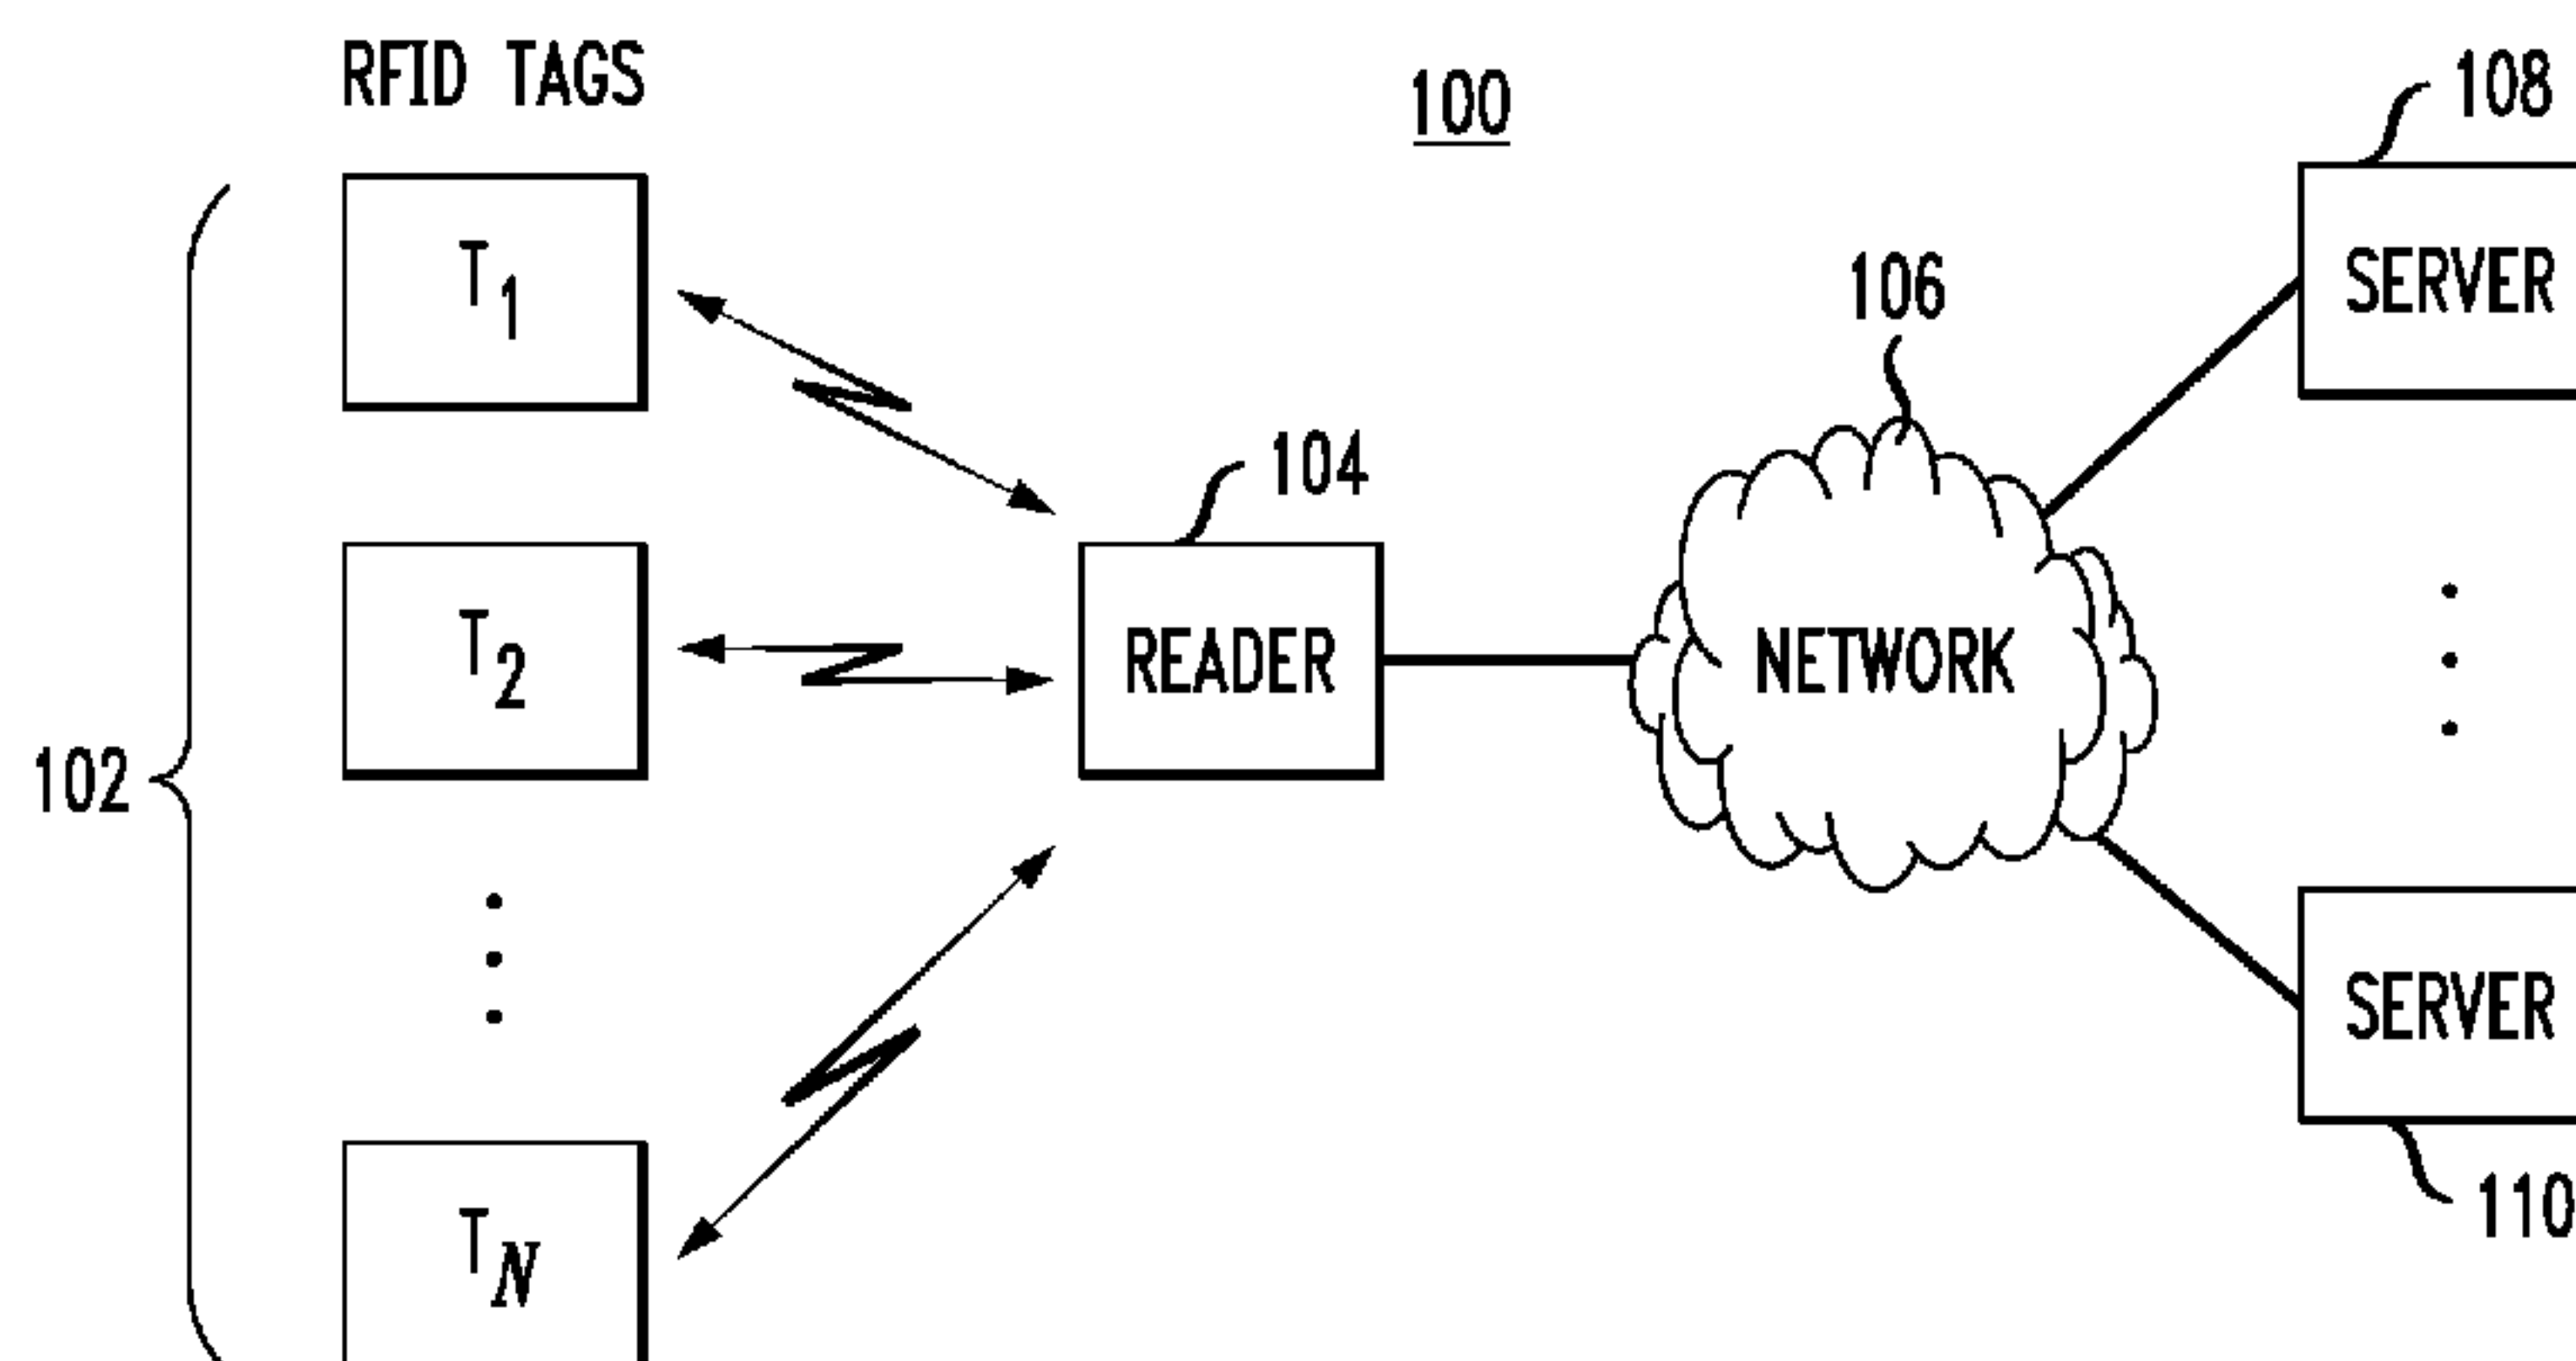 RFID TAGS
100
108
T1
SERVER
106
104
T2
READER
NETWORK
102
SERVER
110
TN